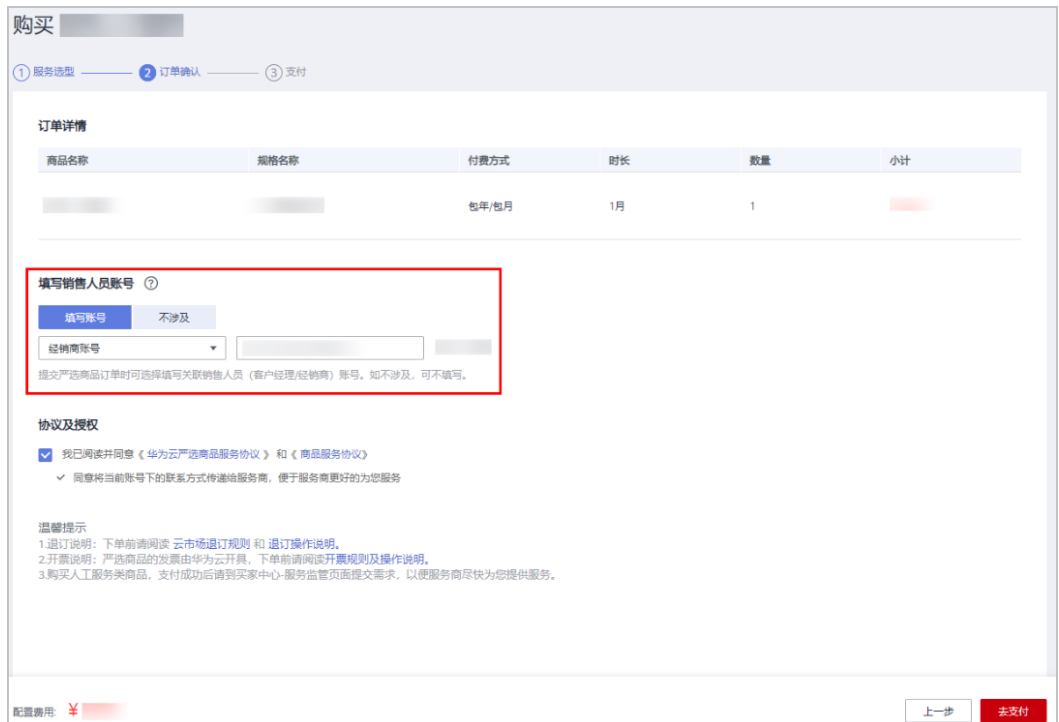 购买
1 服务选型 2 订单确认 3 支付
订单详情
商品名称 规格名称 付费方式 时长 数量 小计
包年/包月 1月 1
填写销售人员账号 ?
填写账号 不涉及
经销商账号
提交严选商品订单时可选择填写关联销售人员（客户经理/经销商）账号。如不涉及，可不填写。
协议及授权
我已阅读并同意《 华为云严选商品服务协议 》 和《 商品服务协议》
同意将当前账号下的联系方式传递给服务商，便于服务商更好的为您服务
温馨提示
1.退订说明：下单前请阅读 云市场退订规则 和 退订操作说明。
2.开票说明：严选商品的发票由华为云开具，下单前请阅读开票规则及操作说明。
3.购买人工服务类商品，支付成功后请到买家中心-服务监管页面提交需求，以便服务商尽快为您提供服务。
配置费用: ¥
上一步 去支付